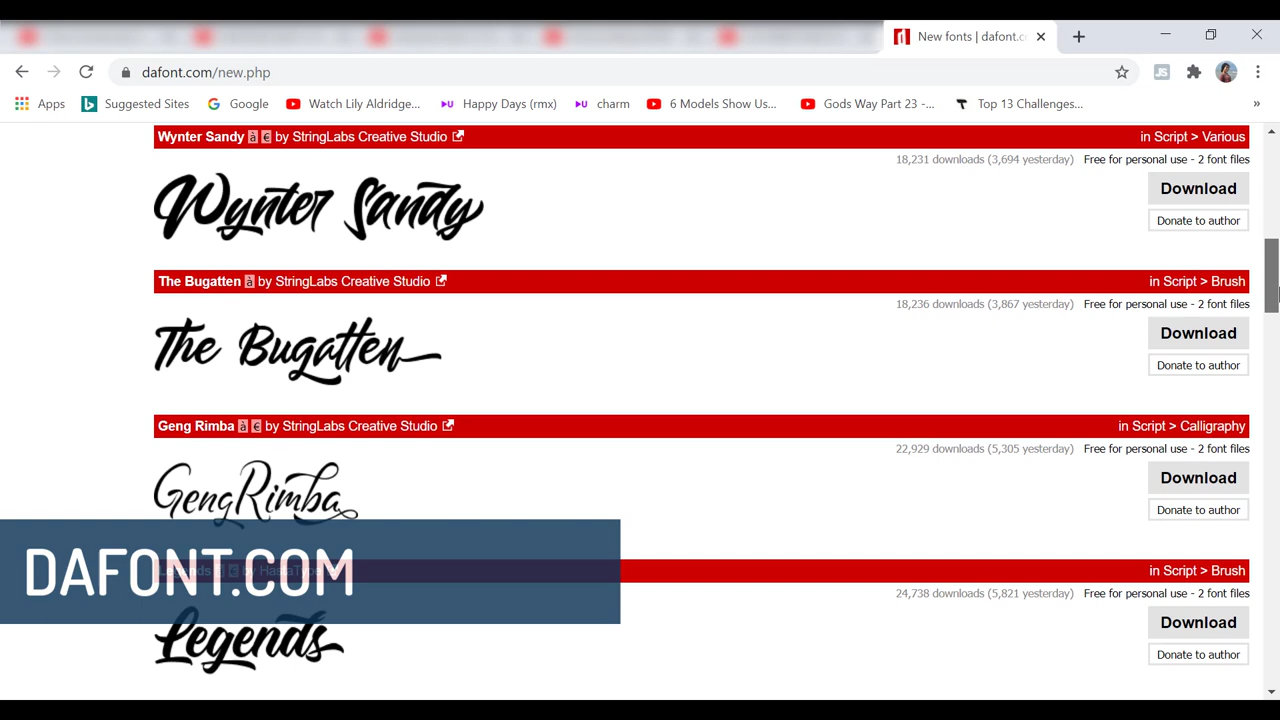 New fonts | dafont.c
dafont.com/new.php
Apps Suggested Sites Google Watch Lily Aldridge... Happy Days (rmx) charm 6 Models Show Us... Gods Way Part 23 -... Top 13 Challenges... »
Wynter Sandy à € by StringLabs Creative Studio in Script > Various
18,231 downloads (3,694 yesterday) Free for personal use - 2 font files
Wynter Sandy
Download
Donate to author
The Bugatten à by StringLabs Creative Studio in Script > Brush
18,236 downloads (3,867 yesterday) Free for personal use - 2 font files
The Bugatten
Download
Donate to author
Geng Rimba à € by StringLabs Creative Studio in Script > Calligraphy
22,929 downloads (5,305 yesterday) Free for personal use - 2 font files
Geng Rimba
Download
Donate to author
DAFONT.COM
Legends à € by HastaType in Script > Brush
24,738 downloads (5,821 yesterday) Free for personal use - 2 font files
Legends
Download
Donate to author